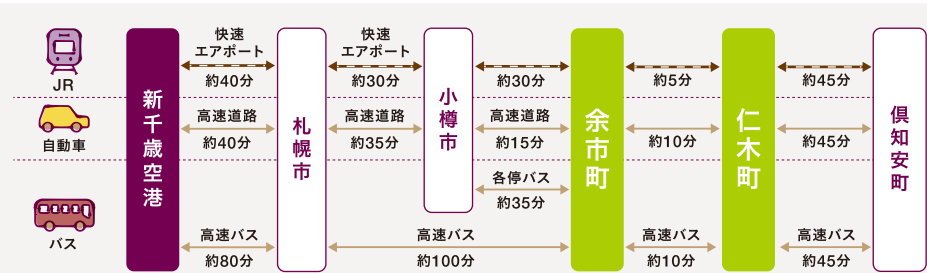 快速
エアポート
約40分
快速
エアポート
約30分
約30分
約5分
約45分
JR
新千歳空港
札幌市
小樽市
余市町
仁木町
倶知安町
自動車
高速道路
約40分
高速道路
約35分
高速道路
約15分
約10分
約45分
各停バス
約35分
バス
高速バス
約80分
高速バス
約100分
高速バス
約10分
高速バス
約45分